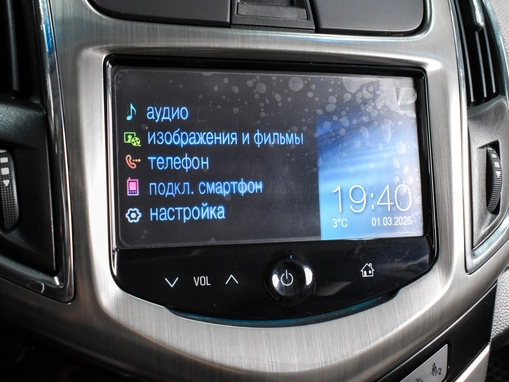 аудио
изображения и фильмы
телефон
подкл. смартфон
настройка
19:40
3°C 01.03.2026
VOL